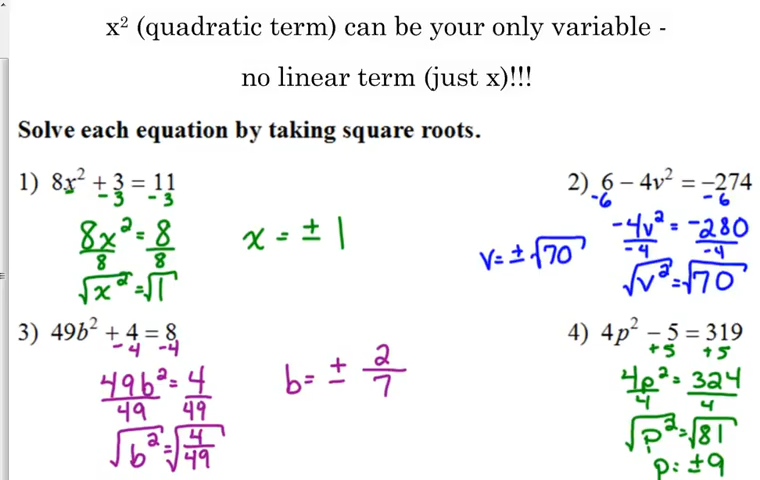 x² (quadratic term) can be your only variable -
no linear term (just x)!!!
Solve each equation by taking square roots.
1) 8x² + 3 = 11
-3 -3
8x² = 8
8 8
√x² = √1
x = ± 1
2) 6 − 4v² = −274
-6 -6
-4v² = -280
-4 -4
√v² = √70
v = ± √70
3) 49b² + 4 = 8
-4 -4
49b² = 4
49 49
√b² = √4/49
b = ± 2/7
4) 4p² − 5 = 319
+5 +5
4p² = 324
4 4
√p² = √81
p: ±9